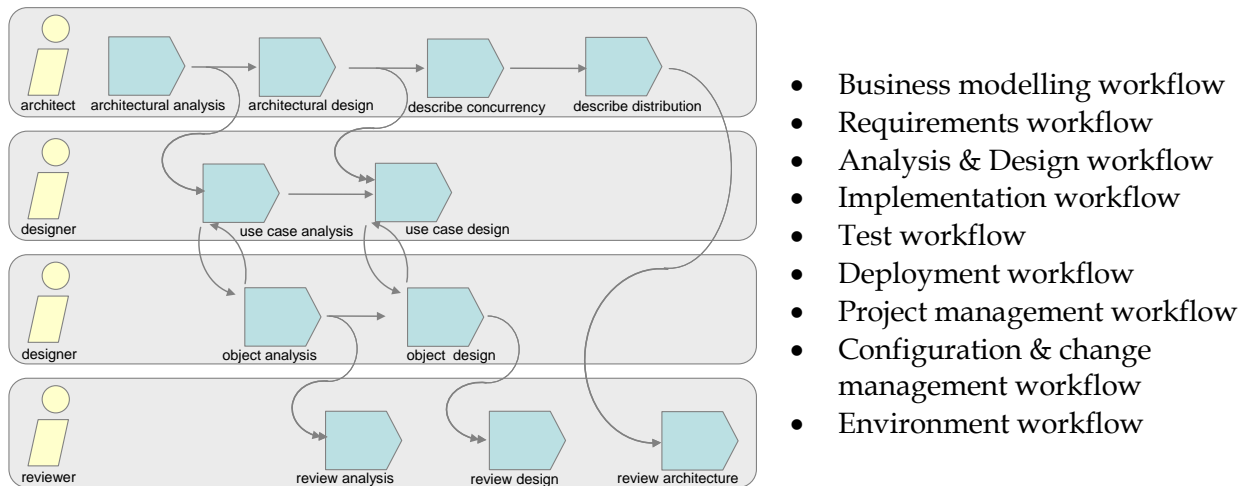 architect
architectural analysis
architectural design
describe concurrency
describe distribution
designer
use case analysis
use case design
designer
object analysis
object design
reviewer
review analysis
review design
review architecture
• Business modelling workflow
• Requirements workflow
• Analysis & Design workflow
• Implementation workflow
• Test workflow
• Deployment workflow
• Project management workflow
• Configuration & change
management workflow
• Environment workflow